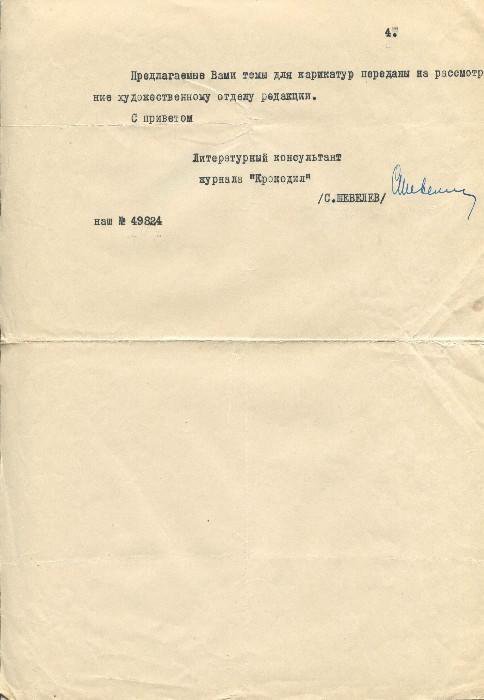 4.
Предлагаемые Вами темы для карикатур переданы на рассмотр
ние художественному отделу редакции.
С приветом
Литературный консультант
журнала "Крокодил"
/С.ШЕВЕЛЕВ/
наш № 49824